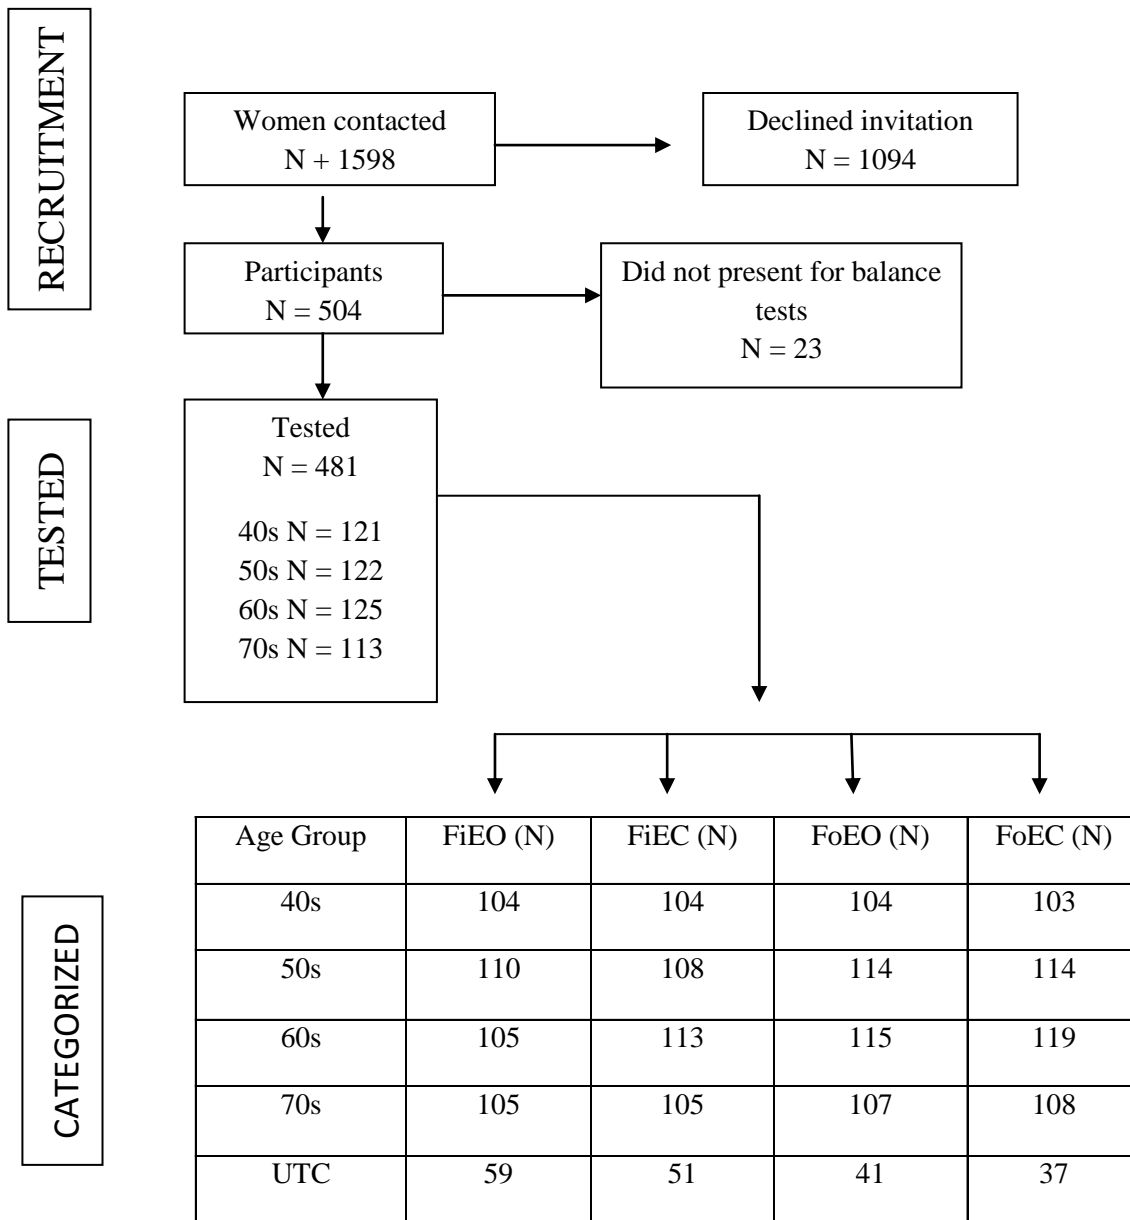 RECRUITMENT
Women contacted
N + 1598
Declined invitation
N = 1094
Participants
N = 504
Did not present for balance
tests
N = 23
TESTED
Tested
N = 481
40s N = 121
50s N = 122
60s N = 125
70s N = 113
CATEGORIZED
Age Group FiEO (N) FiEC (N) FoEO (N) FoEC (N)
40s 104 104 104 103
50s 110 108 114 114
60s 105 113 115 119
70s 105 105 107 108
UTC 59 51 41 37